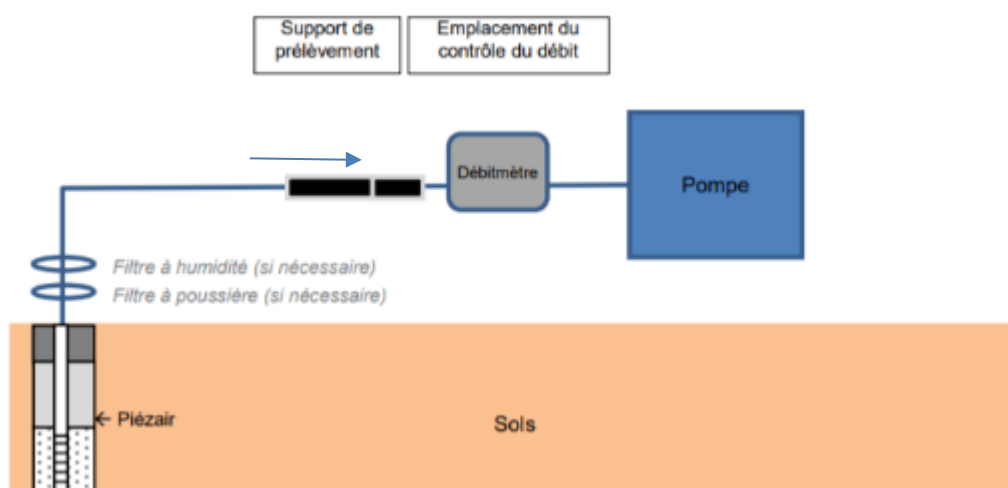 Support de
prélèvement
Emplacement du
contrôle du débit
Débitmètre
Pompe
Filtre à humidité (si nécessaire)
Filtre à poussière (si nécessaire)
← Piézair
Sols